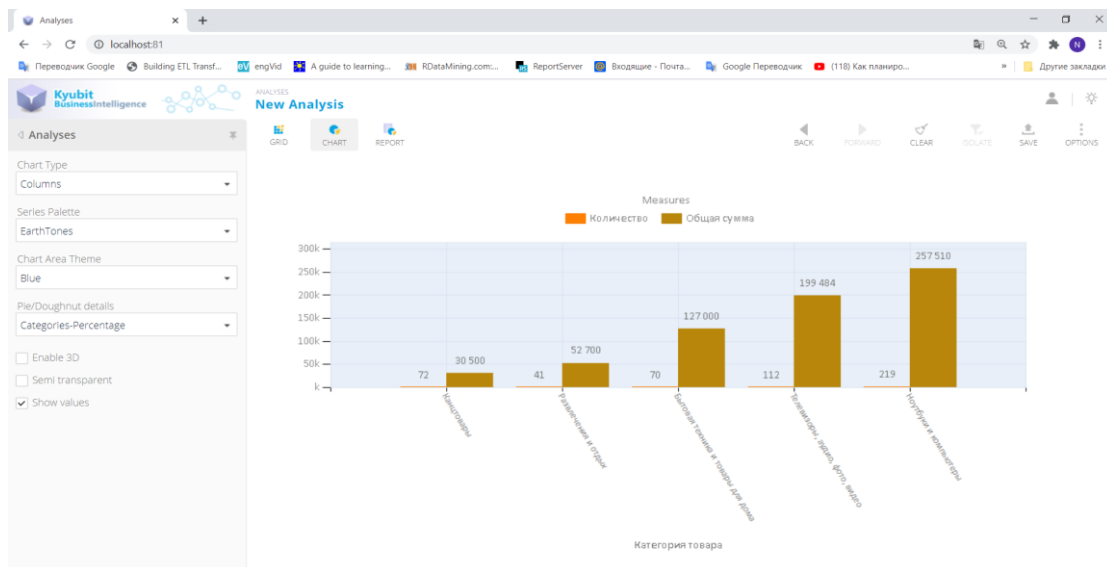 Analyses
localhost:81
Переводчик Google Building ETL Transf... engVid A guide to learning... RDataMining.com:... ReportServer Входящие - Почта... Google Переводчик (118) Как планиро... » Другие закладки
Kyubit
BusinessIntelligence
ANALYSES
New Analysis
Analyses
GRID CHART REPORT BACK FORWARD CLEAR ISOLATE SAVE OPTIONS
Chart Type
Columns
Series Palette
EarthTones
Chart Area Theme
Blue
Pie/Doughnut details
Categories-Percentage
Enable 3D
Semi transparent
Show values
Measures
Количество Общая сумма
300k
250k
200k
150k
100k
50k
k
72 30 500
41 52 700
70 127 000
112 199 484
219 257 510
Канцтовары
Развлечения и отдых
Бытовая техника и товары для дома
Телевизоры, аудио, фото, видео
Ноутбуки и компьютеры
Категория товара